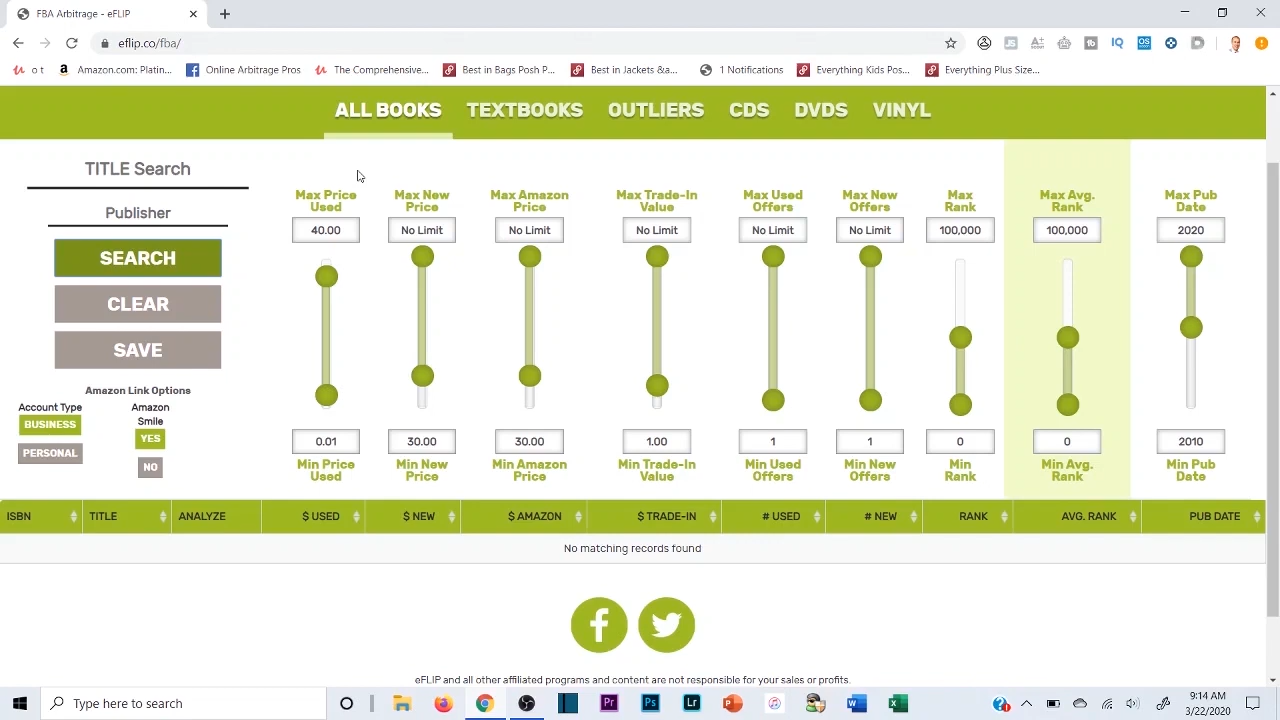 FBA Arbitrage - eFLIP
eflip.co/fba/
o t
Amazon.com: Platin...
Online Arbitrage Pros
The Comprehensive...
Best in Bags Posh P...
Best in Jackets &a...
1 Notifications
Everything Kids Pos...
Everything Plus Size...
ALL BOOKS TEXTBOOKS OUTLIERS CDS DVDS VINYL
TITLE Search
Publisher
SEARCH
CLEAR
SAVE
Amazon Link Options
Account Type
BUSINESS
PERSONAL
Amazon
Smile
YES
NO
Max Price
Used
40.00
0.01
Min Price
Used
Max New
Price
No Limit
30.00
Min New
Price
Max Amazon
Price
No Limit
30.00
Min Amazon
Price
Max Trade-In
Value
No Limit
1.00
Min Trade-In
Value
Max Used
Offers
No Limit
1
Min Used
Offers
Max New
Offers
No Limit
1
Min New
Offers
Max
Rank
100,000
0
Min
Rank
Max Avg.
Rank
100,000
0
Min Avg.
Rank
Max Pub
Date
2020
2010
Min Pub
Date
ISBN TITLE ANALYZE $ USED $ NEW $ AMAZON $ TRADE-IN # USED # NEW RANK AVG. RANK PUB DATE
No matching records found
eFLIP and all other affiliated programs and content are not responsible for your sales or profits.
Type here to search
9:14 AM
3/22/2020